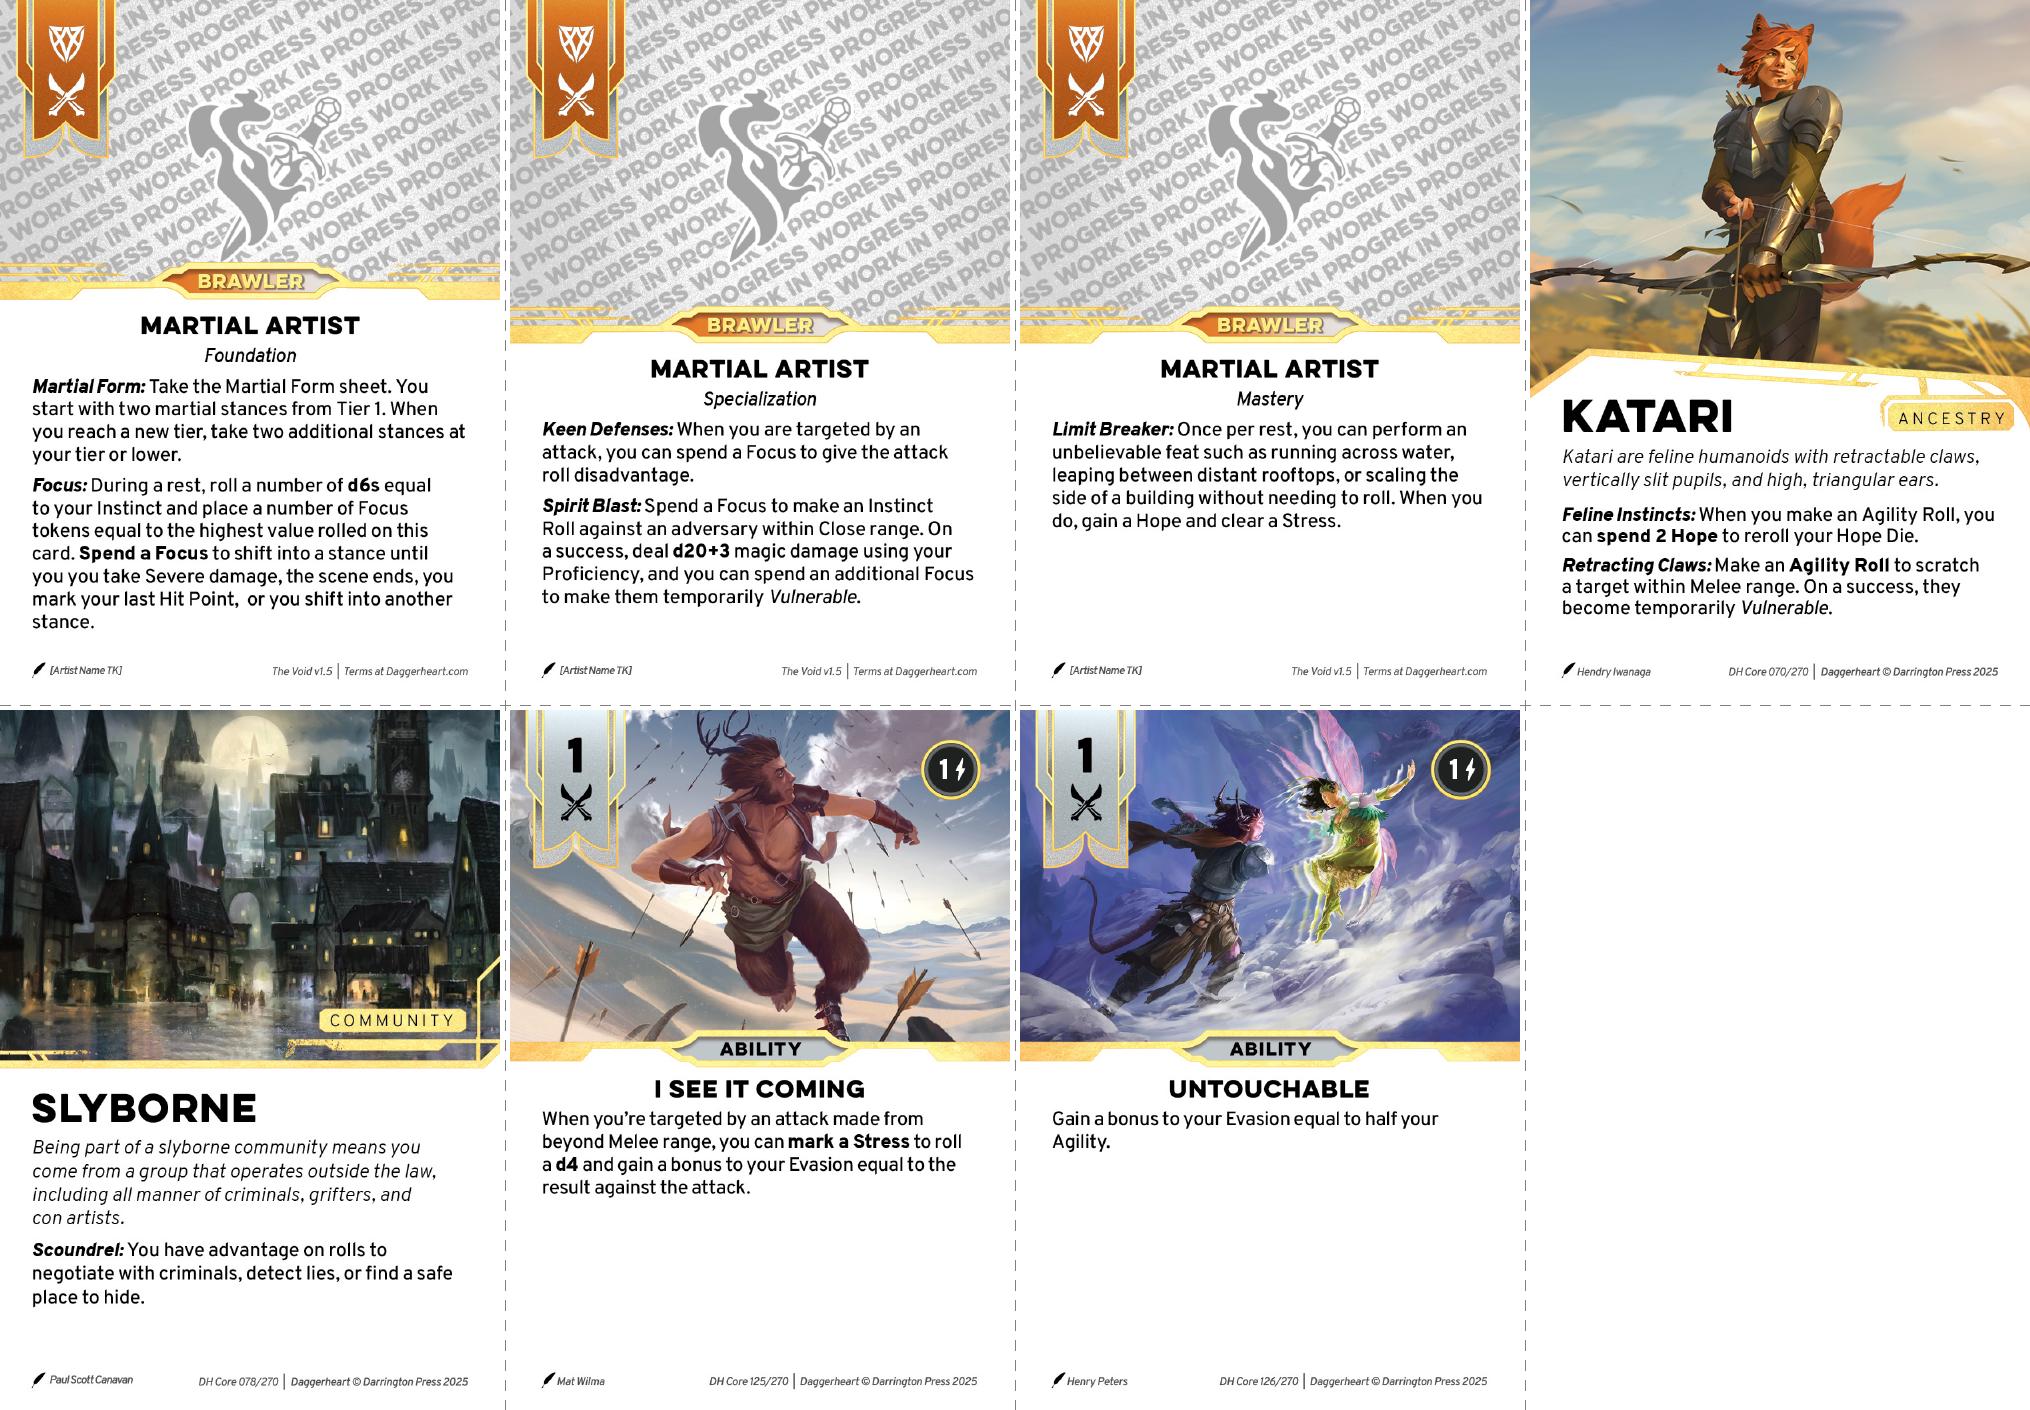 BRAWLER
MARTIAL ARTIST
Foundation
Martial Form: Take the Martial Form sheet. You
start with two martial stances from Tier 1. When
you reach a new tier, take two additional stances at
your tier or lower.
Focus: During a rest, roll a number of d6s equal
to your Instinct and place a number of Focus
tokens equal to the highest value rolled on this
card. Spend a Focus to shift into a stance until
you you take Severe damage, the scene ends, you
mark your last Hit Point,  or you shift into another
stance.
[Artist Name TK]
The Void v1.5 | Terms at Daggerheart.com
BRAWLER
MARTIAL ARTIST
Specialization
Keen Defenses: When you are targeted by an
attack, you can spend a Focus to give the attack
roll disadvantage.
Spirit Blast: Spend a Focus to make an Instinct
Roll against an adversary within Close range. On
a success, deal d20+3 magic damage using your
Proficiency, and you can spend an additional Focus
to make them temporarily Vulnerable.
[Artist Name TK]
The Void v1.5 | Terms at Daggerheart.com
BRAWLER
MARTIAL ARTIST
Mastery
Limit Breaker: Once per rest, you can perform an
unbelievable feat such as running across water,
leaping between distant rooftops, or scaling the
side of a building without needing to roll. When you
do, gain a Hope and clear a Stress.
[Artist Name TK]
The Void v1.5 | Terms at Daggerheart.com
KATARI
ANCESTRY
Katari are feline humanoids with retractable claws,
vertically slit pupils, and high, triangular ears.
Feline Instincts: When you make an Agility Roll, you
can spend 2 Hope to reroll your Hope Die.
Retracting Claws: Make an Agility Roll to scratch
a target within Melee range. On a success, they
become temporarily Vulnerable.
Hendry Iwanaga
DH Core 070/270 | Daggerheart © Darrington Press 2025
COMMUNITY
SLYBORNE
Being part of a slyborne community means you
come from a group that operates outside the law,
including all manner of criminals, grifters, and
con artists.
Scoundrel: You have advantage on rolls to
negotiate with criminals, detect lies, or find a safe
place to hide.
Paul Scott Canavan
DH Core 078/270 | Daggerheart © Darrington Press 2025
1
1
ABILITY
I SEE IT COMING
When you're targeted by an attack made from
beyond Melee range, you can mark a Stress to roll
a d4 and gain a bonus to your Evasion equal to the
result against the attack.
Mat Wilma
DH Core 125/270 | Daggerheart © Darrington Press 2025
1
1
ABILITY
UNTOUCHABLE
Gain a bonus to your Evasion equal to half your
Agility.
Henry Peters
DH Core 126/270 | Daggerheart © Darrington Press 2025